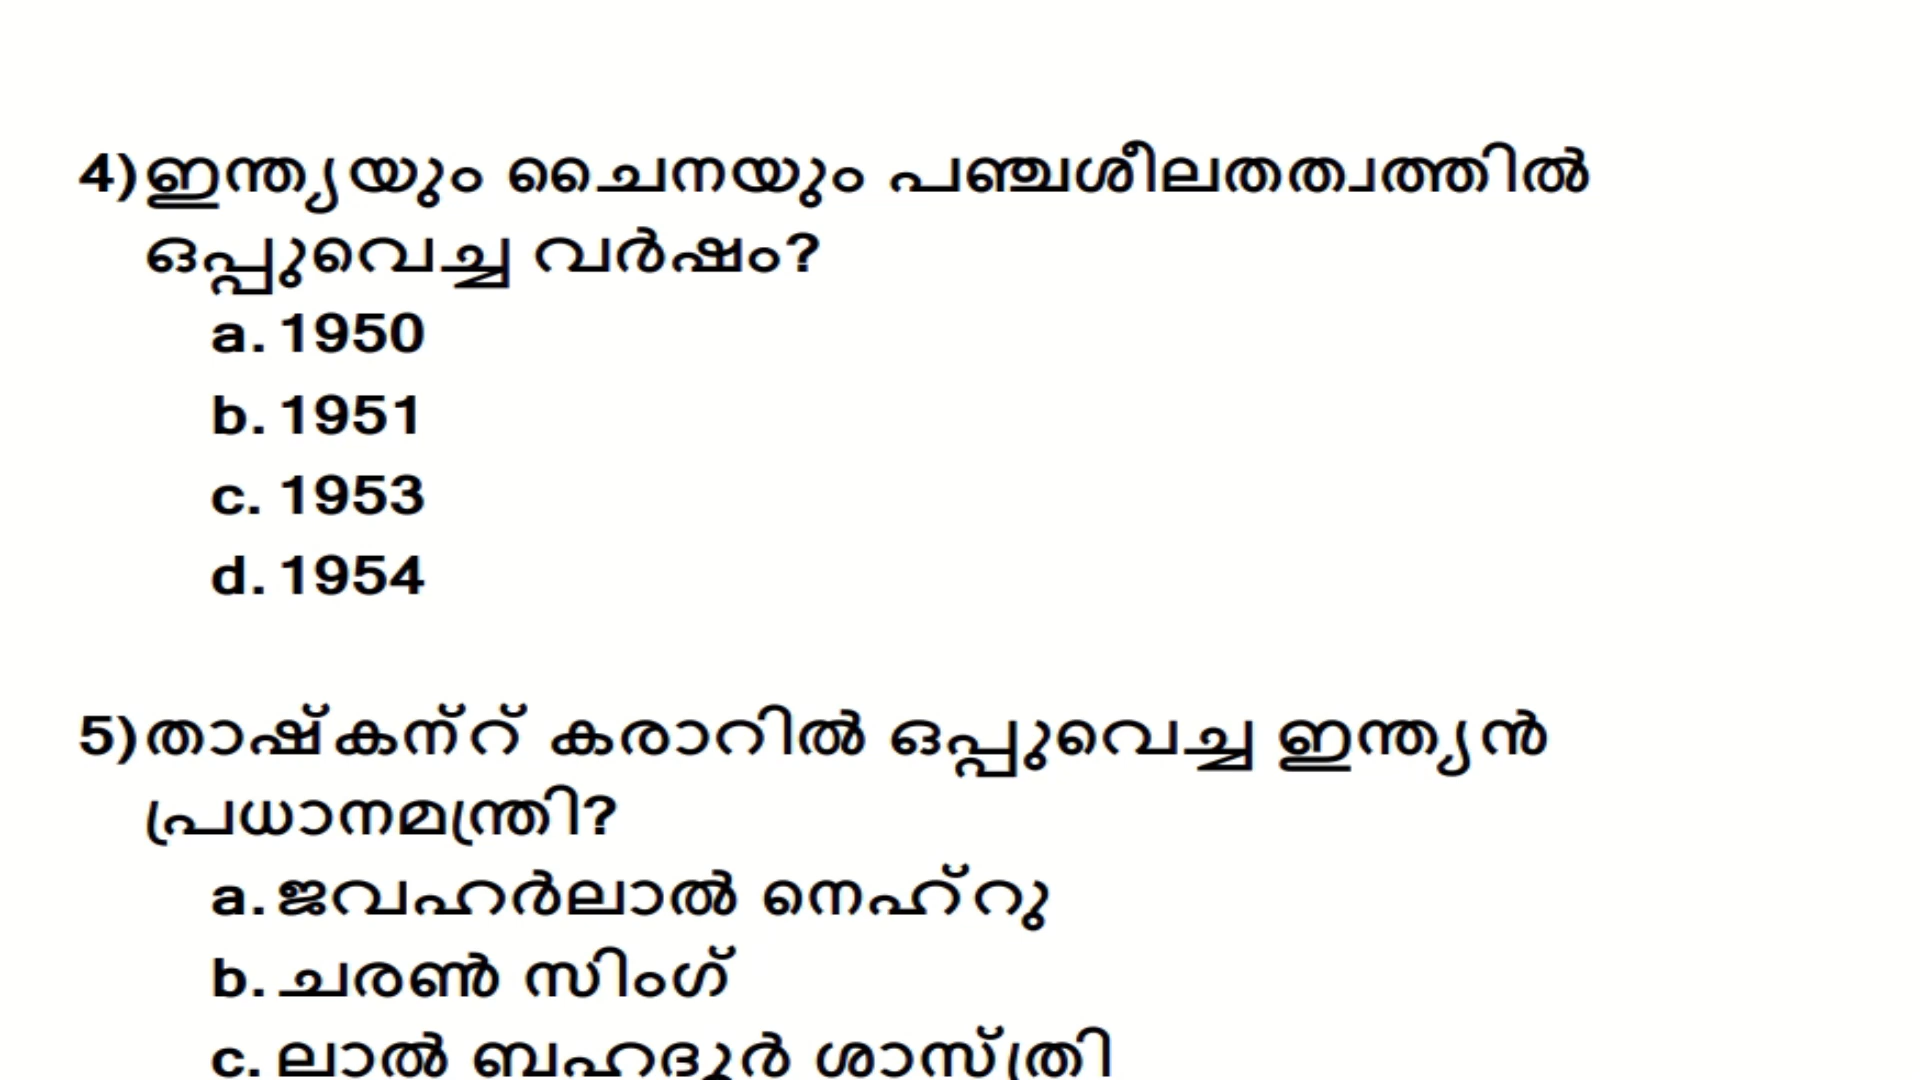 4) ഇന്ത്യയും ചൈനയും പഞ്ചശീലതത്വത്തിൽ
ഒപ്പുവെച്ച വർഷം?
a. 1950
b. 1951
c. 1953
d. 1954
5) താഷ്കന്റ് കരാറിൽ ഒപ്പുവെച്ച ഇന്ത്യൻ
പ്രധാനമന്ത്രി?
a. ജവഹർലാൽ നെഹ്റു
b. ചരൺ സിംഗ്
c. ലാൽ ബഹദൂർ ശാസ്ത്രി